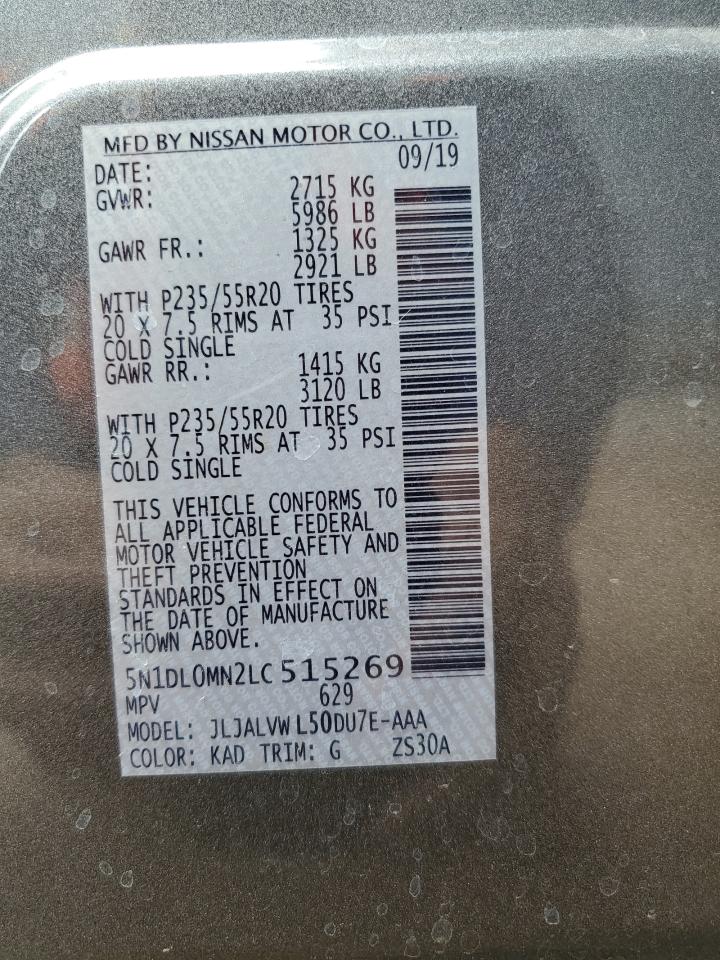 MFD BY NISSAN MOTOR CO., LTD.
DATE: 09/19
GVWR: 2715 KG
5986 LB
GAWR FR.: 1325 KG
2921 LB
WITH P235/55R20 TIRES
20 X 7.5 RIMS AT 35 PSI
COLD SINGLE
GAWR RR.: 1415 KG
3120 LB
WITH P235/55R20 TIRES
20 X 7.5 RIMS AT 35 PSI
COLD SINGLE
THIS VEHICLE CONFORMS TO
ALL APPLICABLE FEDERAL
MOTOR VEHICLE SAFETY AND
THEFT PREVENTION
STANDARDS IN EFFECT ON
THE DATE OF MANUFACTURE
SHOWN ABOVE.
5N1DL0MN2LC 515269
MPV 629
MODEL: JLJALVW L50DU7E-AAA
COLOR: KAD TRIM: G ZS30A